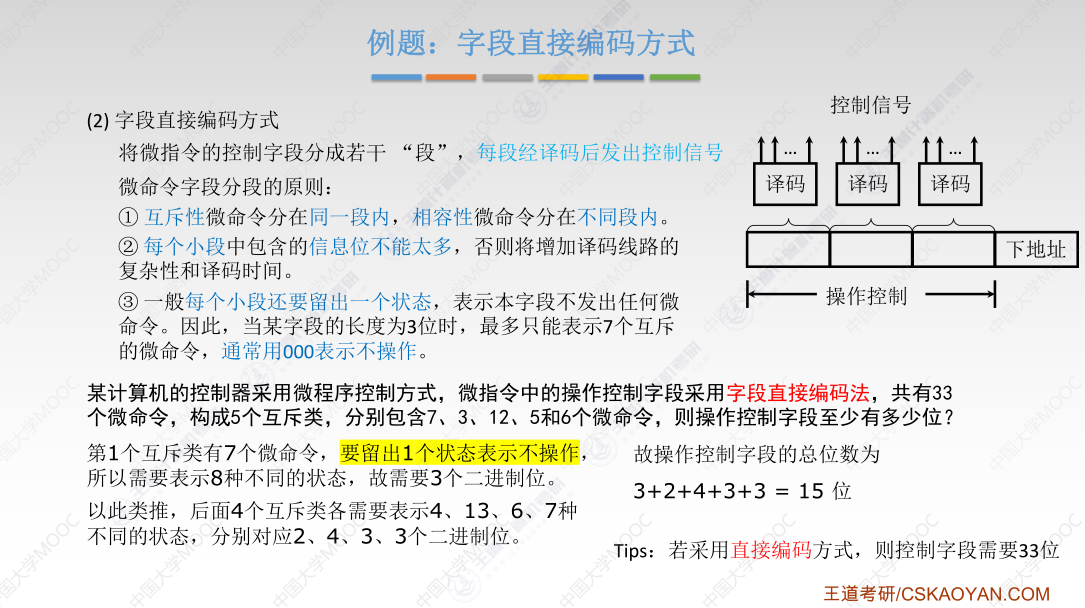 例题：字段直接编码方式
(2) 字段直接编码方式
将微指令的控制字段分成若干 “段”，每段经译码后发出控制信号
微命令字段分段的原则：
① 互斥性微命令分在同一段内，相容性微命令分在不同段内。
② 每个小段中包含的信息位不能太多，否则将增加译码线路的
复杂性和译码时间。
③ 一般每个小段还要留出一个状态，表示本字段不发出任何微
命令。因此，当某字段的长度为3位时，最多只能表示7个互斥
的微命令，通常用000表示不操作。
控制信号
... ... ...
译码 译码 译码
下地址
操作控制
某计算机的控制器采用微程序控制方式，微指令中的操作控制字段采用字段直接编码法，共有33
个微命令，构成5个互斥类，分别包含7、3、12、5和6个微命令，则操作控制字段至少有多少位？
第1个互斥类有7个微命令，要留出1个状态表示不操作，
所以需要表示8种不同的状态，故需要3个二进制位。
以此类推，后面4个互斥类各需要表示4、13、6、7种
不同的状态，分别对应2、4、3、3个二进制位。
故操作控制字段的总位数为
3+2+4+3+3 = 15 位
Tips：若采用直接编码方式，则控制字段需要33位
王道考研/CSKAOYAN.COM